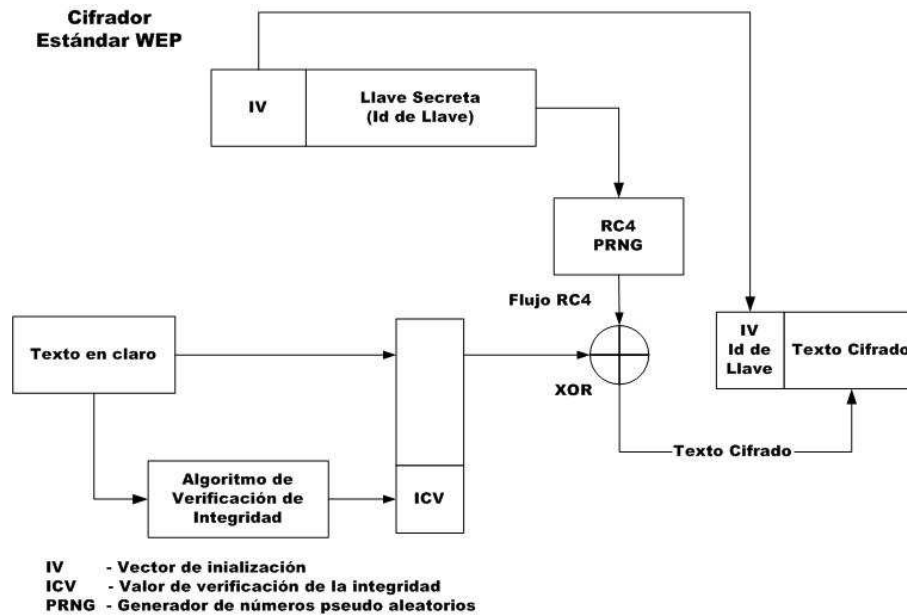 Cifrador
Estándar WEP
IV
Llave Secreta
(Id de Llave)
RC4
PRNG
Flujo RC4
Texto en claro
XOR
IV
Id de
Llave
Texto Cifrado
Texto Cifrado
Algoritmo de
Verificación de
Integridad
ICV
IV - Vector de inialización
ICV - Valor de verificación de la integridad
PRNG - Generador de números pseudo aleatorios